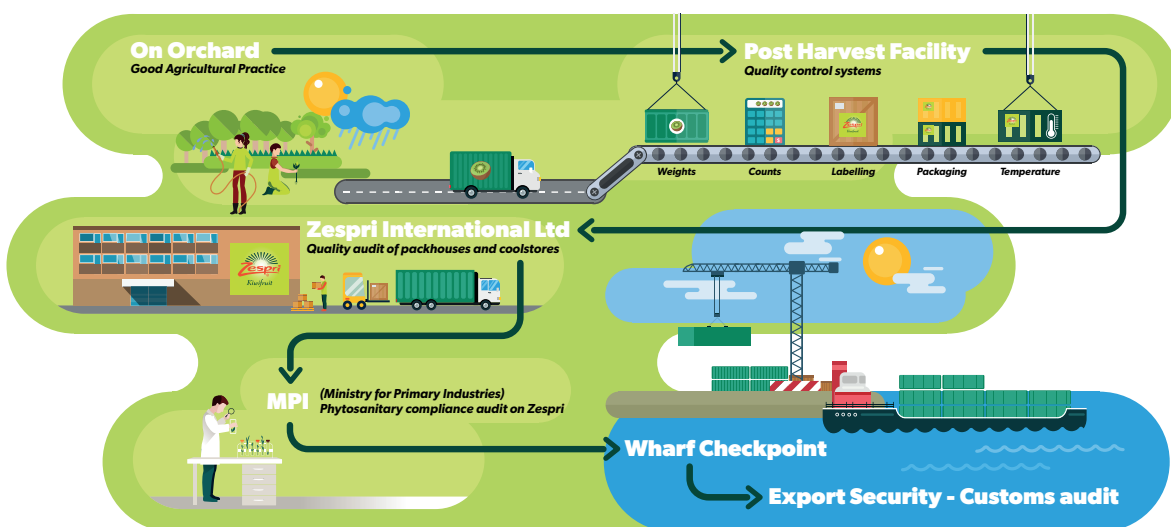 On Orchard
Good Agricultural Practice
Post Harvest Facility
Quality control systems
Zespri
Weights
Counts
Labelling
Packaging
Temperature
Zespri International Ltd
Quality audit of packhouses and coolstores
Zespri
Kiwifruit
MPI
(Ministry for Primary Industries)
Phytosanitary compliance audit on Zespri
Wharf Checkpoint
Export Security - Customs audit